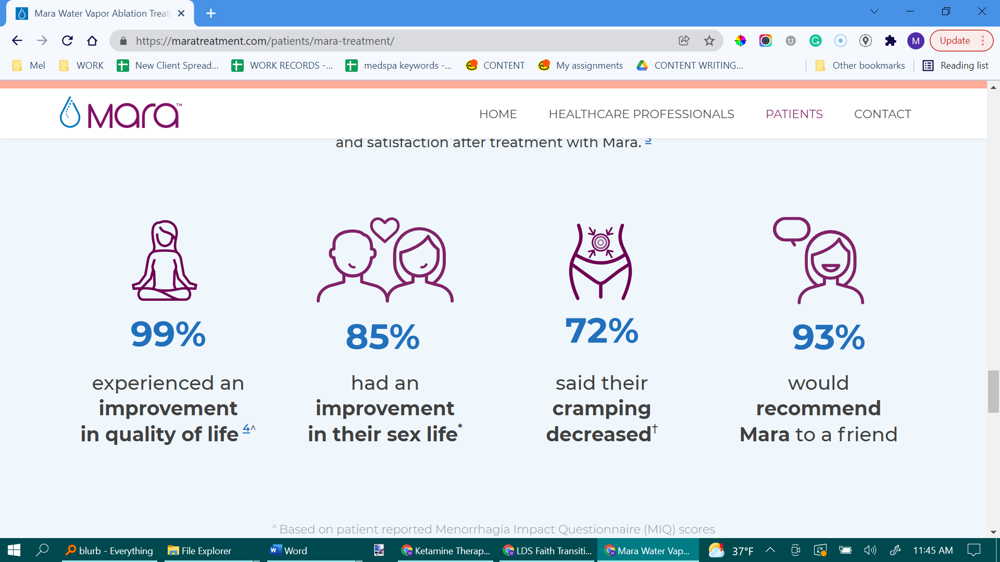 Mara Water Vapor Ablation Treat
https://maratreatment.com/patients/mara-treatment/
M
Update
Mel
WORK
New Client Spread...
WORK RECORDS -...
medspa keywords -...
CONTENT
My assignments
CONTENT WRITING...
Other bookmarks
Reading list
Mara™
HOME
HEALTHCARE PROFESSIONALS
PATIENTS
CONTACT
and satisfaction after treatment with Mara. 3
99%
experienced an
improvement
in quality of life 4^
85%
had an
improvement
in their sex life*
72%
said their
cramping
decreased†
93%
would
recommend
Mara to a friend
^ Based on patient reported Menorrhagia Impact Questionnaire (MIQ) scores
blurb - Everything
File Explorer
Word
Ketamine Therap...
LDS Faith Transiti...
Mara Water Vap...
37°F
11:45 AM